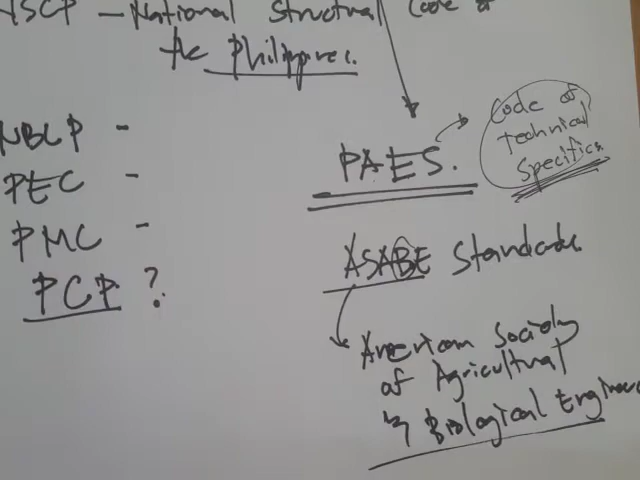 NSCP - National Structural Code of
the Philippines.
NBCP -
PEC -
PMC -
PCP ?
PAES.
Code of
Technical
Specifics
ASABE Standards
American Society
of Agricultural
& Biological Engineers